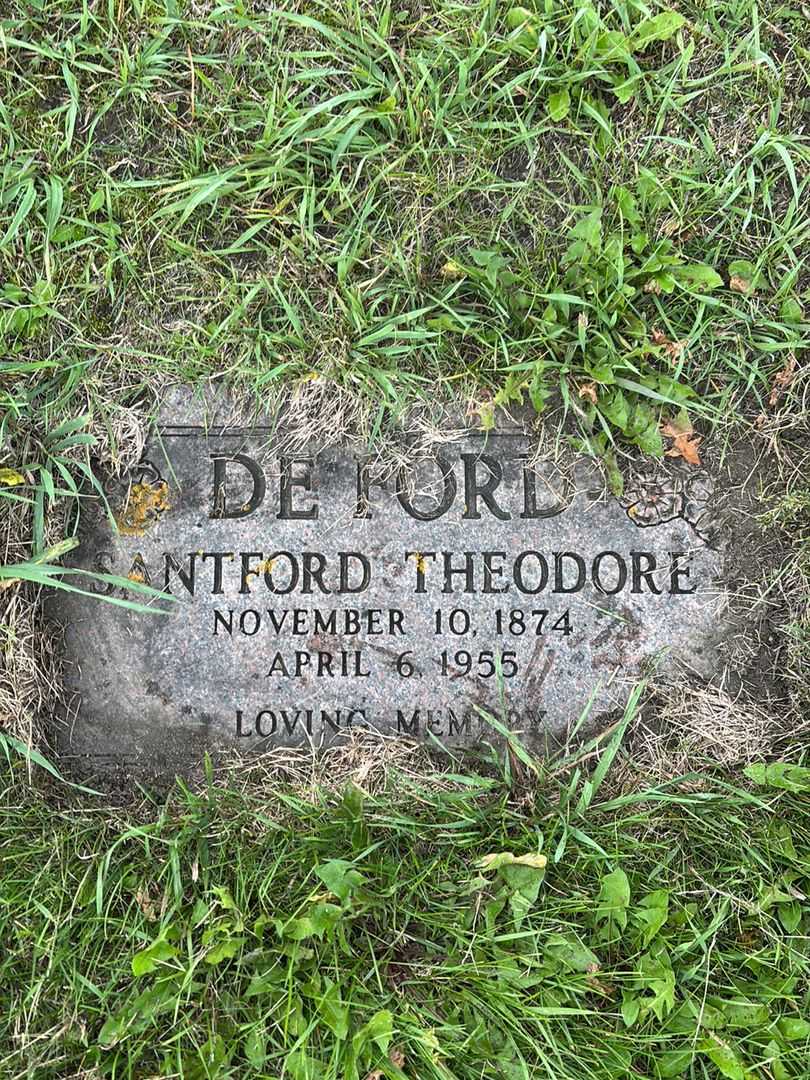 DE FORD
SANTFORD THEODORE
NOVEMBER 10, 1874
APRIL 6, 1955
LOVING MEMORY